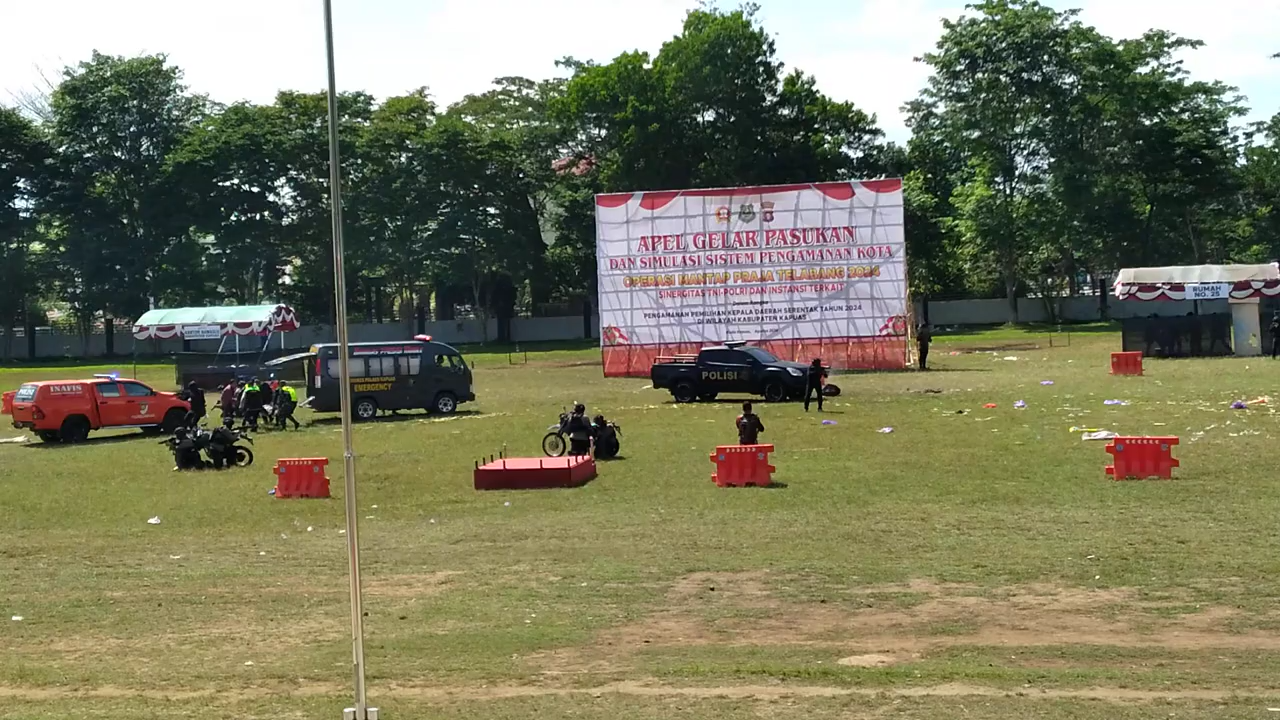 APEL GELAR PASUKAN
DAN SIMULASI SISTEM PENGAMANAN KOTA
OPERASI MANTAP PRAJA TELABANG 2024
SINERGITAS TNI-POLRI DAN INSTANSI TERKAIT
PENGAMANAN PEMILIHAN KEPALA DAERAH SERENTAK TAHUN 2024
DI WILAYAH KABUPATEN KAPUAS
RUMAH
NO. 25
INAFIS
EMERGENCY
POLISI